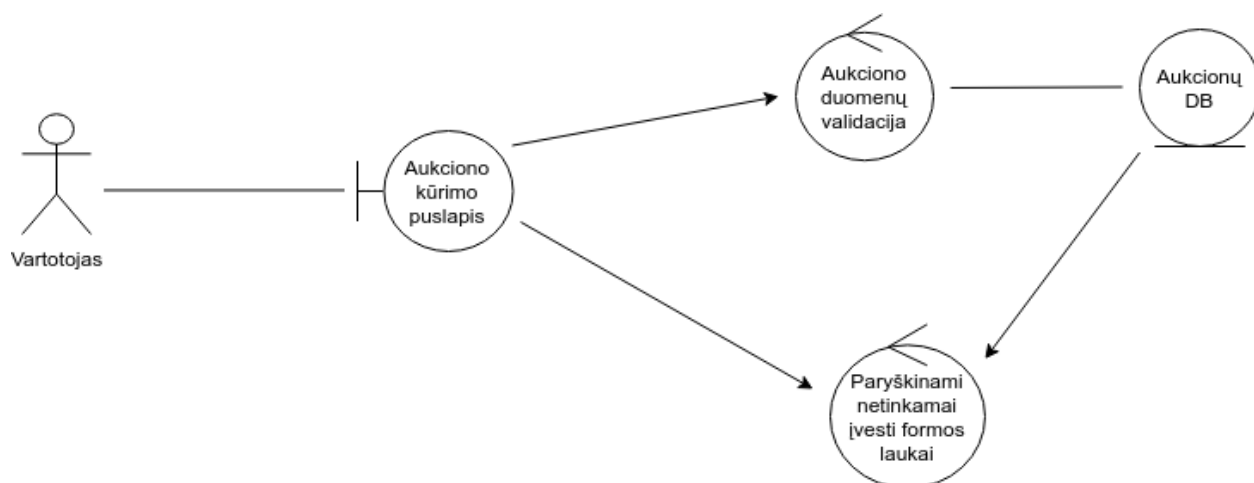 Vartotojas
Aukciono
kūrimo
puslapis
Aukciono
duomenų
validacija
Aukcionų
DB
Paryškinami
netinkamai
įvesti formos
laukai